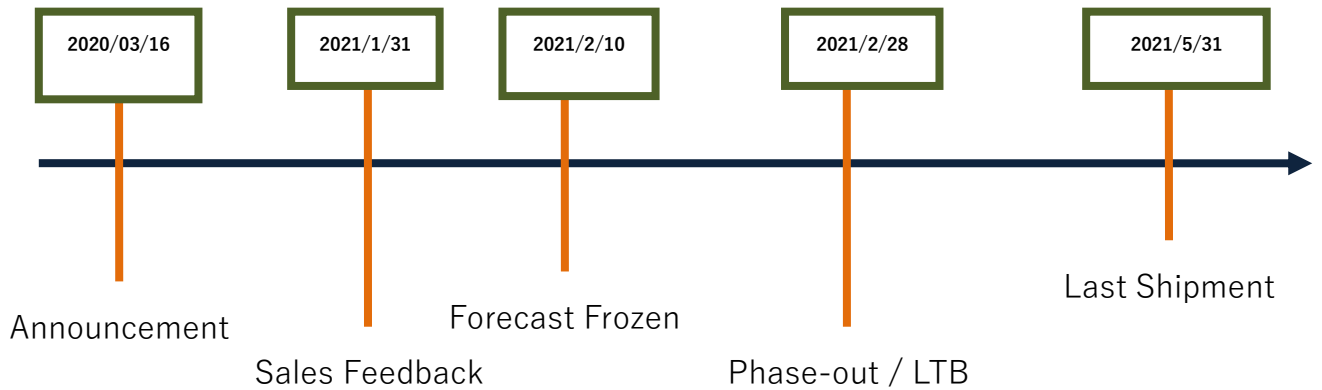 2020/03/16
2021/1/31
2021/2/10
2021/2/28
2021/5/31
Announcement
Sales Feedback
Forecast Frozen
Phase-out / LTB
Last Shipment